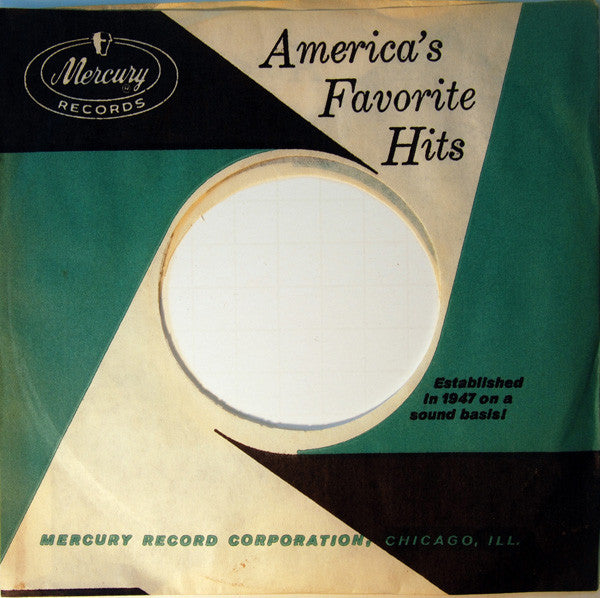 Mercury
RECORDS
America's
Favorite
Hits
Established
in 1947 on a
sound basis!
MERCURY RECORD CORPORATION, CHICAGO, ILL.